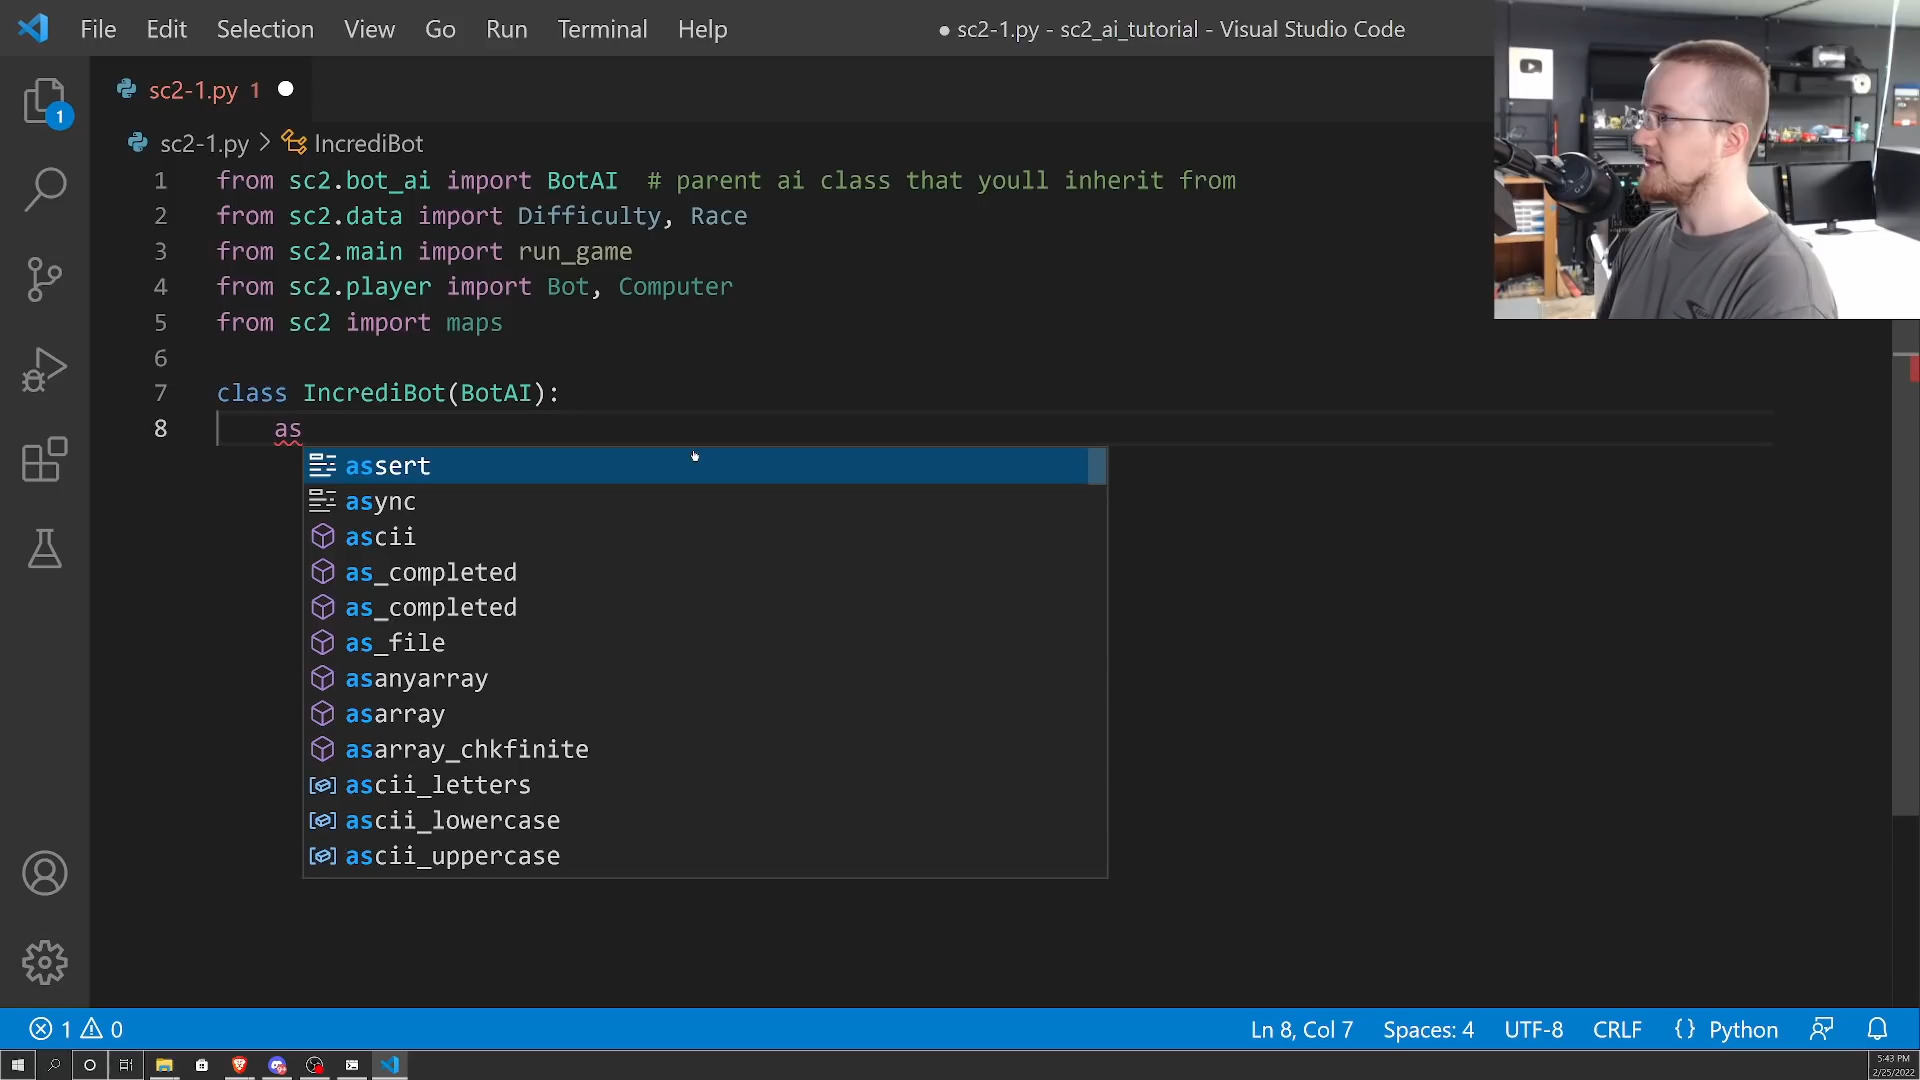 File Edit Selection View Go Run Terminal Help
● sc2-1.py - sc2_ai_tutorial - Visual Studio Code
sc2-1.py 1
1
sc2-1.py > IncrediBot
1 from sc2.bot_ai import BotAI # parent ai class that youll inherit from
2 from sc2.data import Difficulty, Race
3 from sc2.main import run_game
4 from sc2.player import Bot, Computer
5 from sc2 import maps
6
7 class IncrediBot(BotAI):
8 as
assert
async
ascii
as_completed
as_completed
as_file
asanyarray
asarray
asarray_chkfinite
ascii_letters
ascii_lowercase
ascii_uppercase
1 0 Ln 8, Col 7 Spaces: 4 UTF-8 CRLF {} Python
5:43 PM
2/25/2022